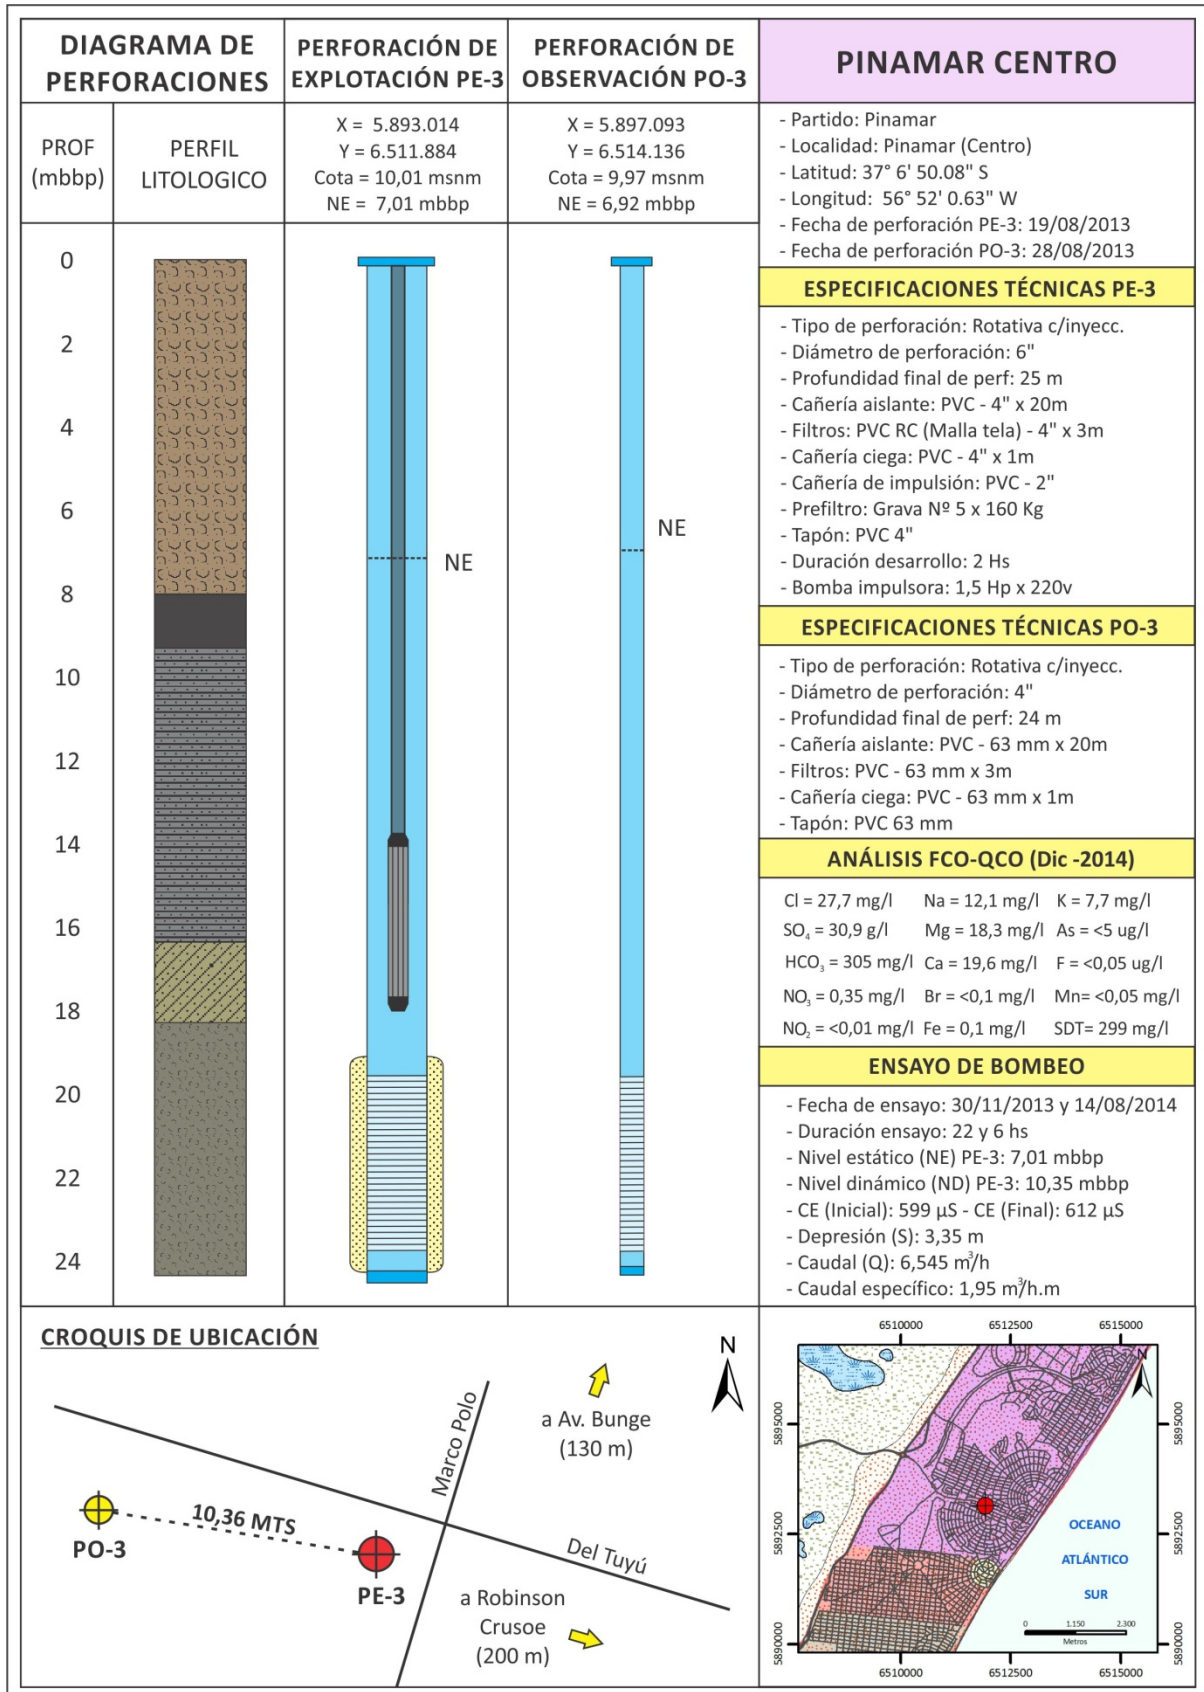 DIAGRAMA DE
PERFORACIONES
PERFORACIÓN DE
EXPLOTACIÓN PE-3
PERFORACIÓN DE
OBSERVACIÓN PO-3
PINAMAR CENTRO
PROF
(mbbp)
PERFIL
LITOLOGICO
X = 5.893.014
Y = 6.511.884
Cota = 10,01 msnm
NE = 7,01 mbbp
X = 5.897.093
Y = 6.514.136
Cota = 9,97 msnm
NE = 6,92 mbbp
- Partido: Pinamar
- Localidad: Pinamar (Centro)
- Latitud: 37° 6' 50.08" S
- Longitud: 56° 52' 0.63" W
- Fecha de perforación PE-3: 19/08/2013
- Fecha de perforación PO-3: 28/08/2013
0
2
4
6
8
10
12
14
16
18
20
22
24
NE
NE
ESPECIFICACIONES TÉCNICAS PE-3
- Tipo de perforación: Rotativa c/inyecc.
- Diámetro de perforación: 6"
- Profundidad final de perf: 25 m
- Cañería aislante: PVC - 4" x 20m
- Filtros: PVC RC (Malla tela) - 4" x 3m
- Cañería ciega: PVC - 4" x 1m
- Cañería de impulsión: PVC - 2"
- Prefiltro: Grava Nº 5 x 160 Kg
- Tapón: PVC 4"
- Duración desarrollo: 2 Hs
- Bomba impulsora: 1,5 Hp x 220v
ESPECIFICACIONES TÉCNICAS PO-3
- Tipo de perforación: Rotativa c/inyecc.
- Diámetro de perforación: 4"
- Profundidad final de perf: 24 m
- Cañería aislante: PVC - 63 mm x 20m
- Filtros: PVC - 63 mm x 3m
- Cañería ciega: PVC - 63 mm x 1m
- Tapón: PVC 63 mm
ANÁLISIS FCO-QCO (Dic -2014)
Cl = 27,7 mg/l Na = 12,1 mg/l K = 7,7 mg/l
SO₄ = 30,9 g/l Mg = 18,3 mg/l As = <5 ug/l
HCO₃ = 305 mg/l Ca = 19,6 mg/l F = <0,05 ug/l
NO₃ = 0,35 mg/l Br = <0,1 mg/l Mn= <0,05 mg/l
NO₂ = <0,01 mg/l Fe = 0,1 mg/l SDT= 299 mg/l
ENSAYO DE BOMBEO
- Fecha de ensayo: 30/11/2013 y 14/08/2014
- Duración ensayo: 22 y 6 hs
- Nivel estático (NE) PE-3: 7,01 mbbp
- Nivel dinámico (ND) PE-3: 10,35 mbbp
- CE (Inicial): 599 µS - CE (Final): 612 µS
- Depresión (S): 3,35 m
- Caudal (Q): 6,545 m³/h
- Caudal específico: 1,95 m³/h.m
CROQUIS DE UBICACIÓN
N
a Av. Bunge
(130 m)
Marco Polo
10,36 MTS
PO-3
PE-3
Del Tuyú
a Robinson
Crusoe
(200 m)
6510000 6512500 6515000
5895000
5892500
5890000
5895000
5892500
5890000
N
OCEANO
ATLÁNTICO
SUR
0 1.150 2.300
Metros
6510000 6512500 6515000